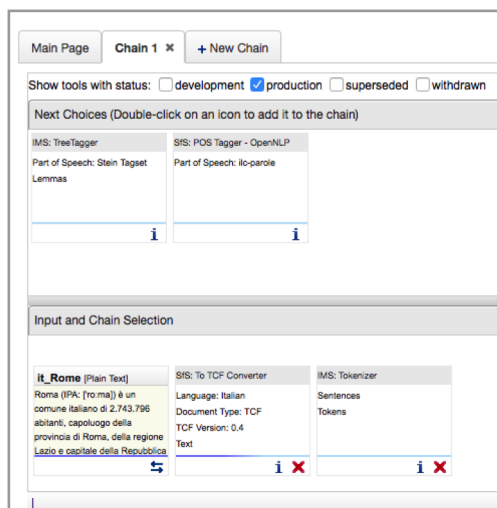 Main Page Chain 1 ✖ + New Chain
Show tools with status: development production superseded withdrawn
Next Choices (Double-click on an icon to add it to the chain)
IMS: TreeTagger
Part of Speech: Stein Tagset
Lemmas
SfS: POS Tagger - OpenNLP
Part of Speech: ilc-parole
Input and Chain Selection
it_Rome [Plain Text]
Roma (IPA: ['ro:ma]) è un
comune italiano di 2.743.796
abitanti, capoluogo della
provincia di Roma, della regione
Lazio e capitale della Repubblica
SfS: To TCF Converter
Language: Italian
Document Type: TCF
TCF Version: 0.4
Text
IMS: Tokenizer
Sentences
Tokens